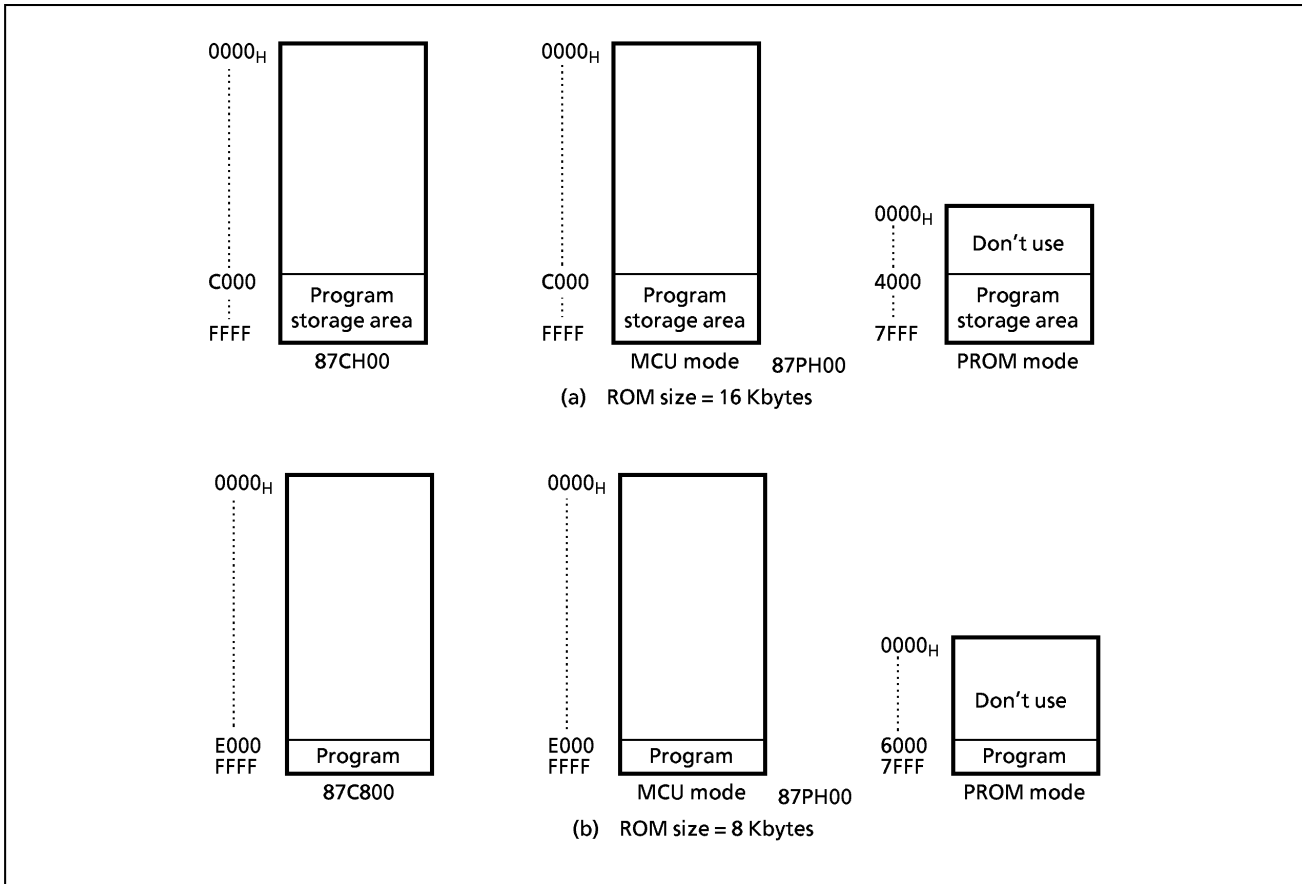 0000H
C000
FFFF
Program
storage area
87CH00
0000H
C000
FFFF
Program
storage area
MCU mode
87PH00
0000H
Don't use
4000
Program
storage area
7FFF
PROM mode
(a) ROM size = 16 Kbytes
0000H
E000
FFFF
Program
87C800
0000H
E000
FFFF
Program
MCU mode
87PH00
0000H
Don't use
6000
7FFF
Program
PROM mode
(b) ROM size = 8 Kbytes